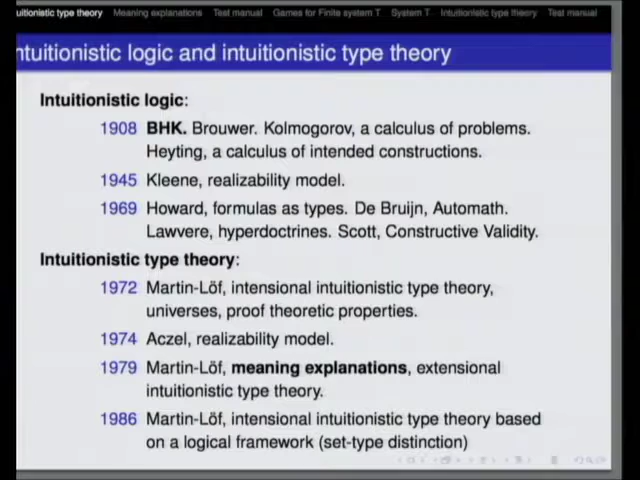 uitionistic type theory Meaning explanations Test manual Games for Finite system T System T Intuitionistic type theory Test manual
ntuitionistic logic and intuitionistic type theory
Intuitionistic logic:
1908 BHK. Brouwer. Kolmogorov, a calculus of problems.
Heyting, a calculus of intended constructions.
1945 Kleene, realizability model.
1969 Howard, formulas as types. De Bruijn, Automath.
Lawvere, hyperdoctrines. Scott, Constructive Validity.
Intuitionistic type theory:
1972 Martin-Löf, intensional intuitionistic type theory,
universes, proof theoretic properties.
1974 Aczel, realizability model.
1979 Martin-Löf, meaning explanations, extensional
intuitionistic type theory.
1986 Martin-Löf, intensional intuitionistic type theory based
on a logical framework (set-type distinction)